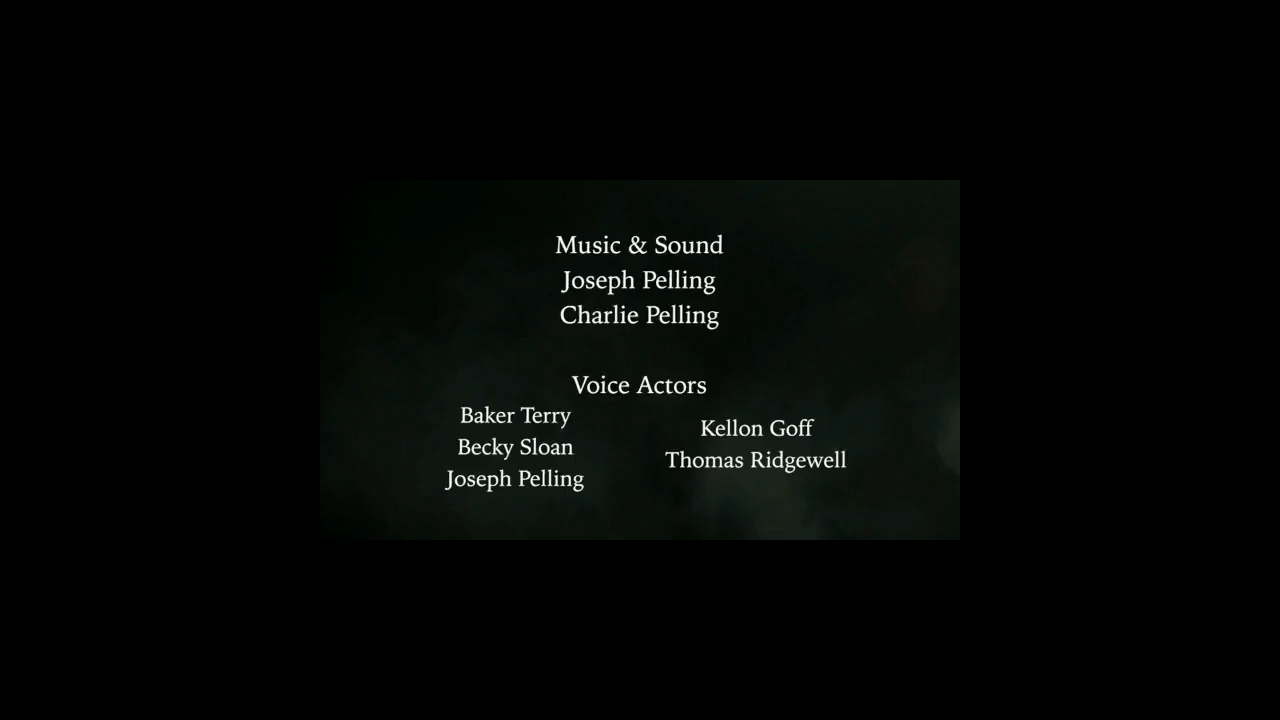 Music & Sound
Joseph Pelling
Charlie Pelling
Voice Actors
Baker Terry
Becky Sloan
Joseph Pelling
Kellon Goff
Thomas Ridgewell